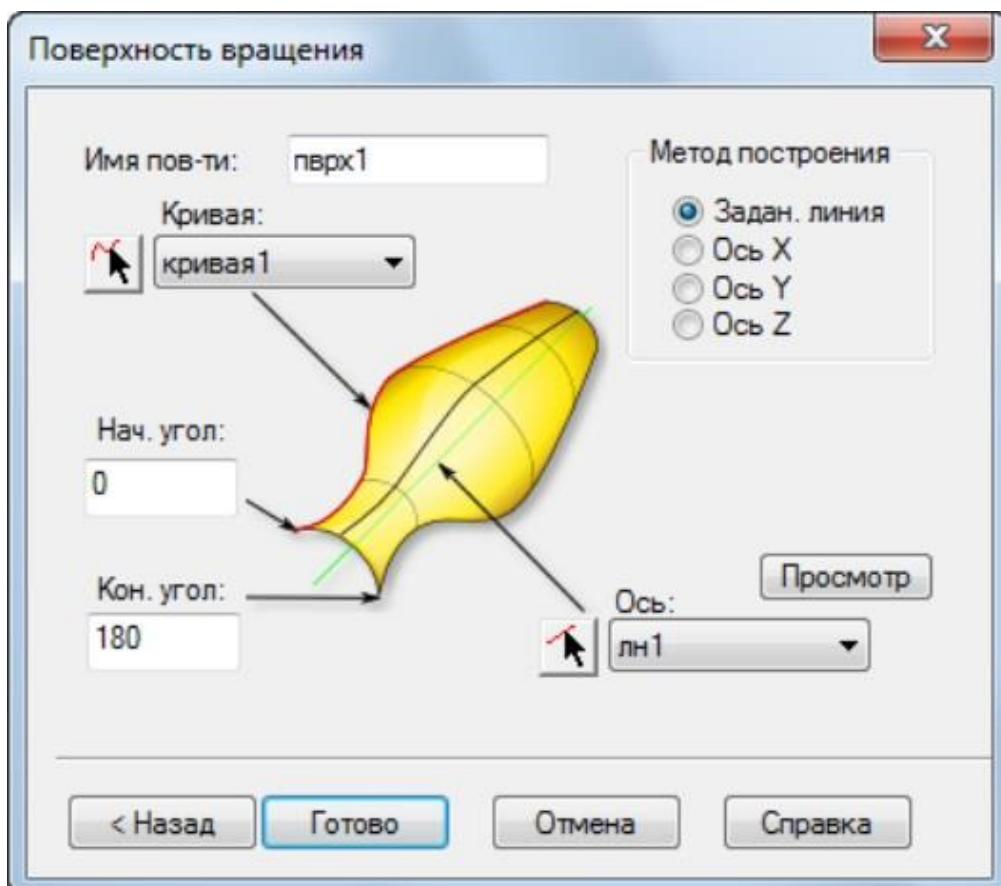 Поверхность вращения
Имя пов-ти:
пврх1
Метод построения
Задан. линия
Ось X
Ось Y
Ось Z
Кривая:
кривая1
Нач. угол:
0
Кон. угол:
180
Просмотр
Ось:
лн1
< Назад
Готово
Отмена
Справка